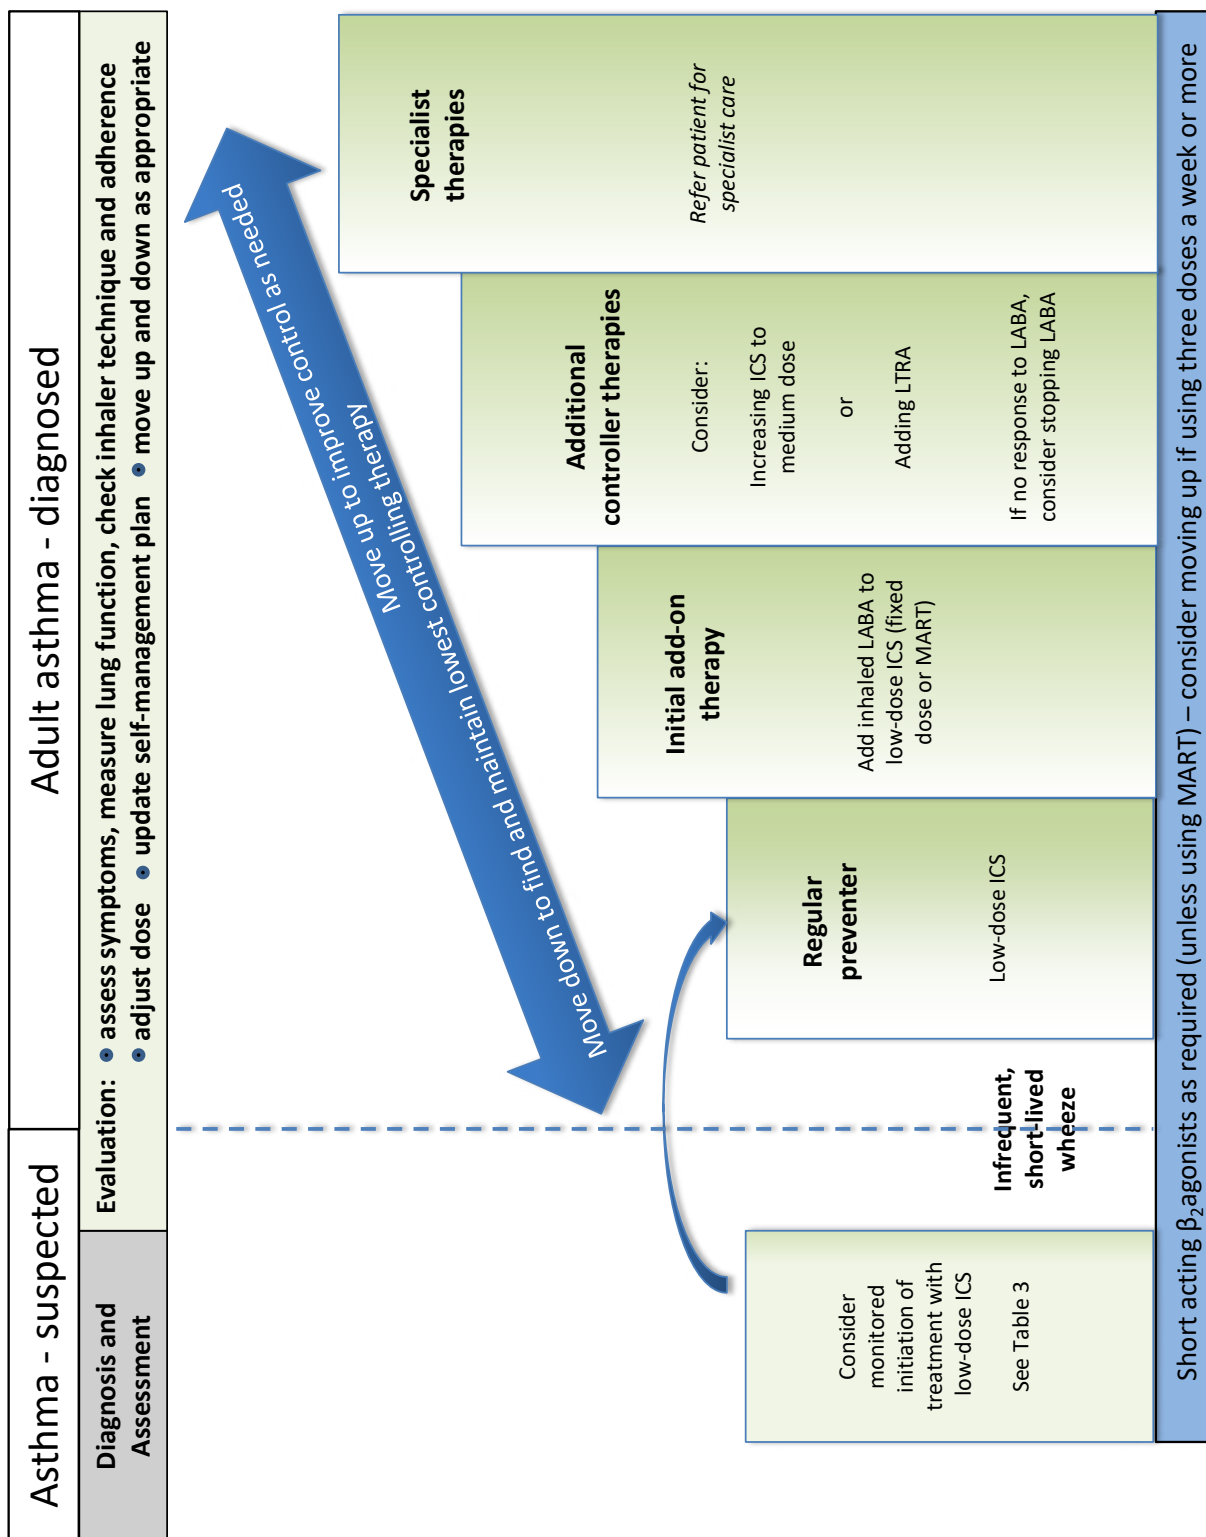 Asthma - suspected
Adult asthma - diagnosed
Diagnosis and
Assessment
Evaluation: • assess symptoms, measure lung function, check inhaler technique and adherence
• adjust dose • update self-management plan • move up and down as appropriate
Move up to improve control as needed
Move down to find and maintain lowest controlling therapy
Consider
monitored
initiation of
treatment with
low-dose ICS
See Table 3
Infrequent,
short-lived
wheeze
Regular
preventer
Low-dose ICS
Initial add-on
therapy
Add inhaled LABA to
low-dose ICS (fixed
dose or MART)
Additional
controller therapies
Consider:
Increasing ICS to
medium dose
or
Adding LTRA
If no response to LABA,
consider stopping LABA
Specialist
therapies
Refer patient for
specialist care
Short acting β₂agonists as required (unless using MART) – consider moving up if using three doses a week or more